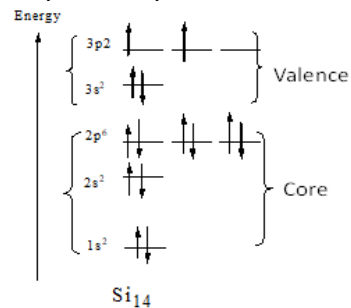 Energy
3p2
3s²
Valence
2p⁶
2s²
Core
1s²
Si₁₄